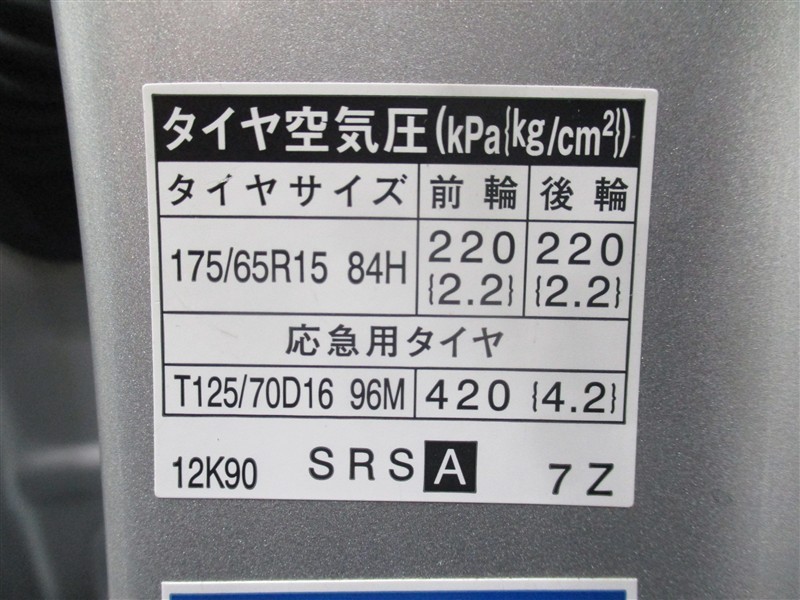 タイヤ空気圧(kPa{kg/cm²})
タイヤサイズ 前輪 後輪
175/65R15 84H 220 {2.2} 220 {2.2}
応急用タイヤ
T125/70D16 96M 420 {4.2}
12K90 SRS A 7Z